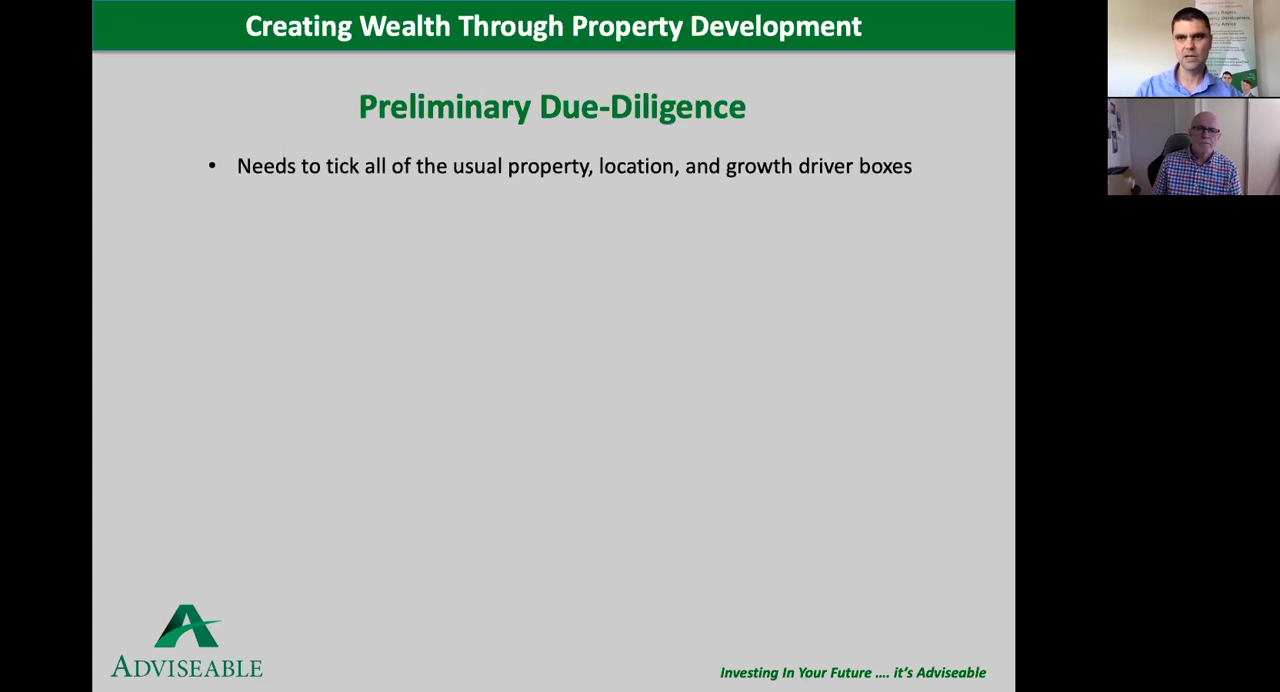 Creating Wealth Through Property Development
Preliminary Due-Diligence
• Needs to tick all of the usual property, location, and growth driver boxes
ADVISEABLE
Investing In Your Future .... it's Adviseable